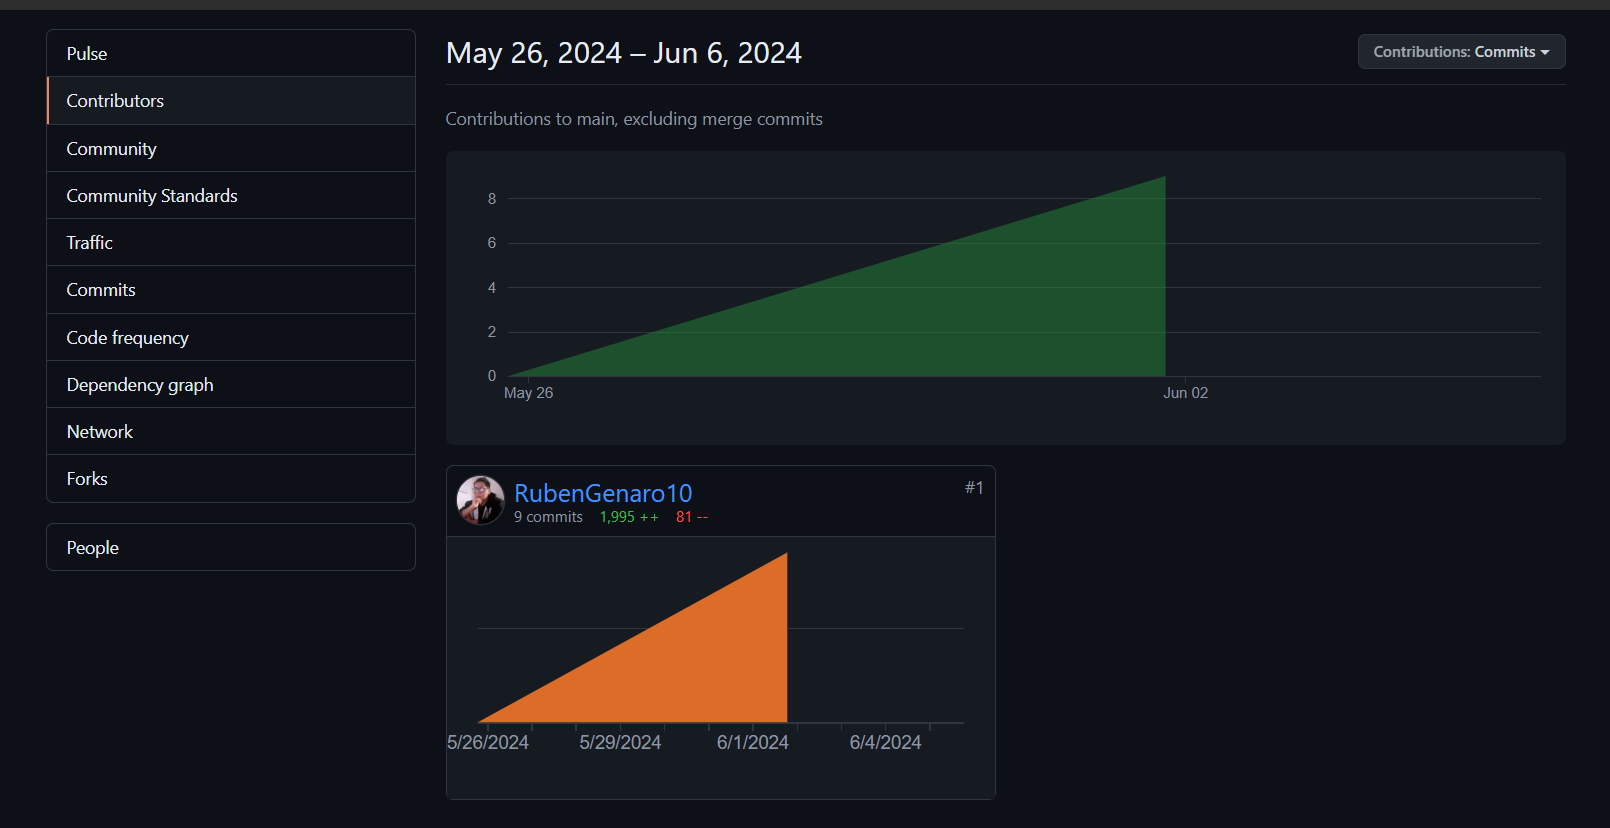 Pulse
Contributors
Community
Community Standards
Traffic
Commits
Code frequency
Dependency graph
Network
Forks
People
May 26, 2024 – Jun 6, 2024
Contributions: Commits
Contributions to main, excluding merge commits
8
6
4
2
0
May 26 Jun 02
RubenGenaro10
#1
9 commits 1,995 ++ 81 --
5/26/2024 5/29/2024 6/1/2024 6/4/2024